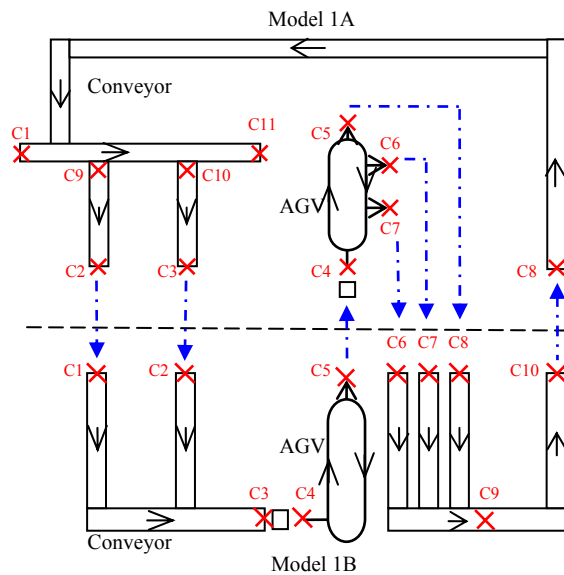 Model 1A
Conveyor
C1
C11
C5
C6
C9
C10
AGV
C7
C2
C3
C4
C8
C6
C7
C8
C1
C2
C5
C10
AGV
C3
C4
C9
Conveyor
Model 1B